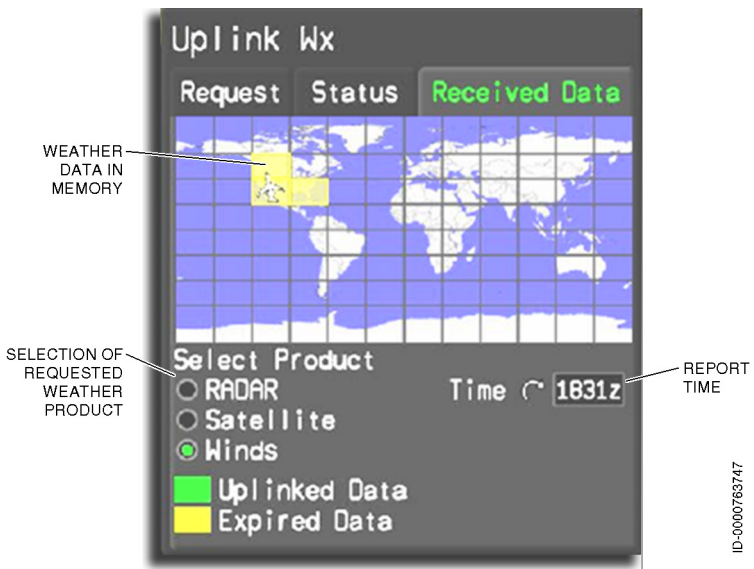 Uplink Wx
Request Status Received Data
WEATHER
DATA IN
MEMORY
SELECTION OF
REQUESTED
WEATHER
PRODUCT
Select Product
RADAR
Satellite
Winds
Time 1831z
REPORT
TIME
Uplinked Data
Expired Data
ID-0000763747